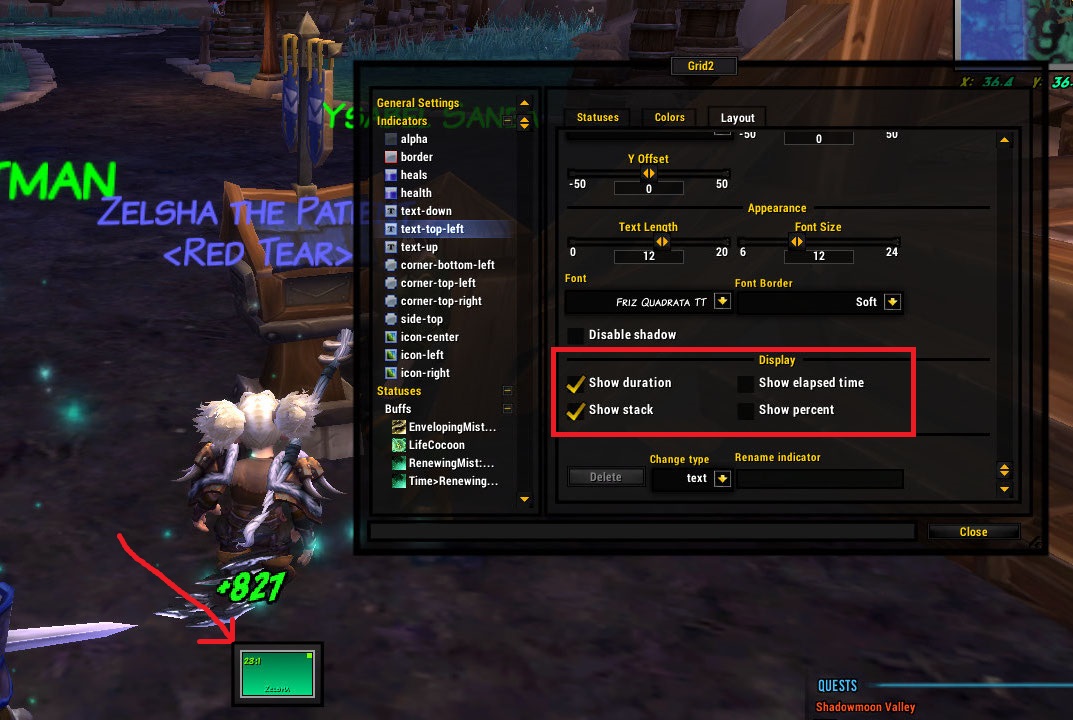 Grid2
X: 36.4 Y: 36.
General Settings
Indicators
alpha
border
heals
health
text-down
text-top-left
text-up
corner-bottom-left
corner-top-left
corner-top-right
side-top
icon-center
icon-left
icon-right
Statuses
Buffs
EnvelopingMist...
LifeCocoon
RenewingMist:...
Time>Renewing...
Statuses Colors Layout
-50 0 50
Y Offset
-50 0 50
Appearance
Text Length Font Size
0 12 20 6 12 24
Font Font Border
Friz Quadrata TT Soft
Disable shadow
Display
Show duration Show elapsed time
Show stack Show percent
Change type Rename indicator
Delete text
Close
TMAN
Zelsha the Pati
<Red Tear>
+827
23:1
Zelsha
QUESTS
Shadowmoon Valley